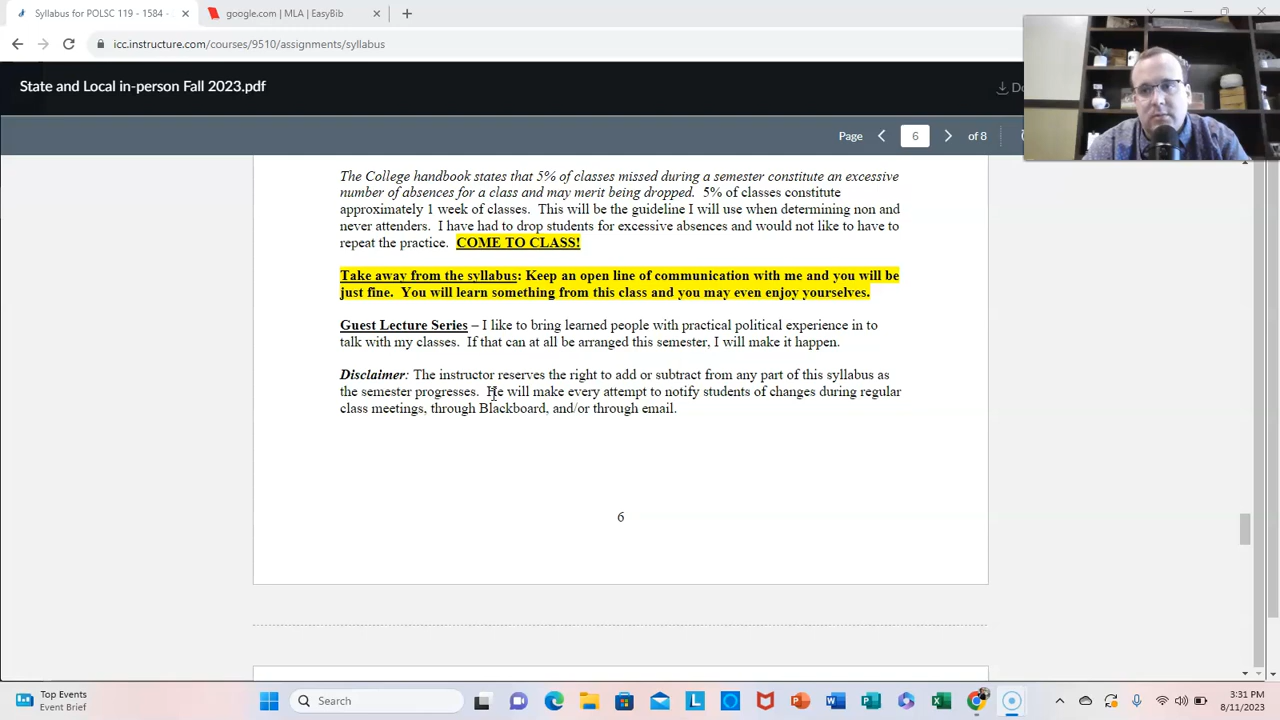 Syllabus for POLSC 119 - 1584 -
google.com | MLA | EasyBib
icc.instructure.com/courses/9510/assignments/syllabus
State and Local in-person Fall 2023.pdf
Page 6 of 8
The College handbook states that 5% of classes missed during a semester constitute an excessive
number of absences for a class and may merit being dropped.  5% of classes constitute
approximately 1 week of classes.  This will be the guideline I will use when determining non and
never attenders.  I have had to drop students for excessive absences and would not like to have to
repeat the practice.  COME TO CLASS!
Take away from the syllabus: Keep an open line of communication with me and you will be
just fine.  You will learn something from this class and you may even enjoy yourselves.
Guest Lecture Series – I like to bring learned people with practical political experience in to
talk with my classes.  If that can at all be arranged this semester, I will make it happen.
Disclaimer: The instructor reserves the right to add or subtract from any part of this syllabus as
the semester progresses.  He will make every attempt to notify students of changes during regular
class meetings, through Blackboard, and/or through email.
6
Top Events
Event Brief
Search
3:31 PM
8/11/2023